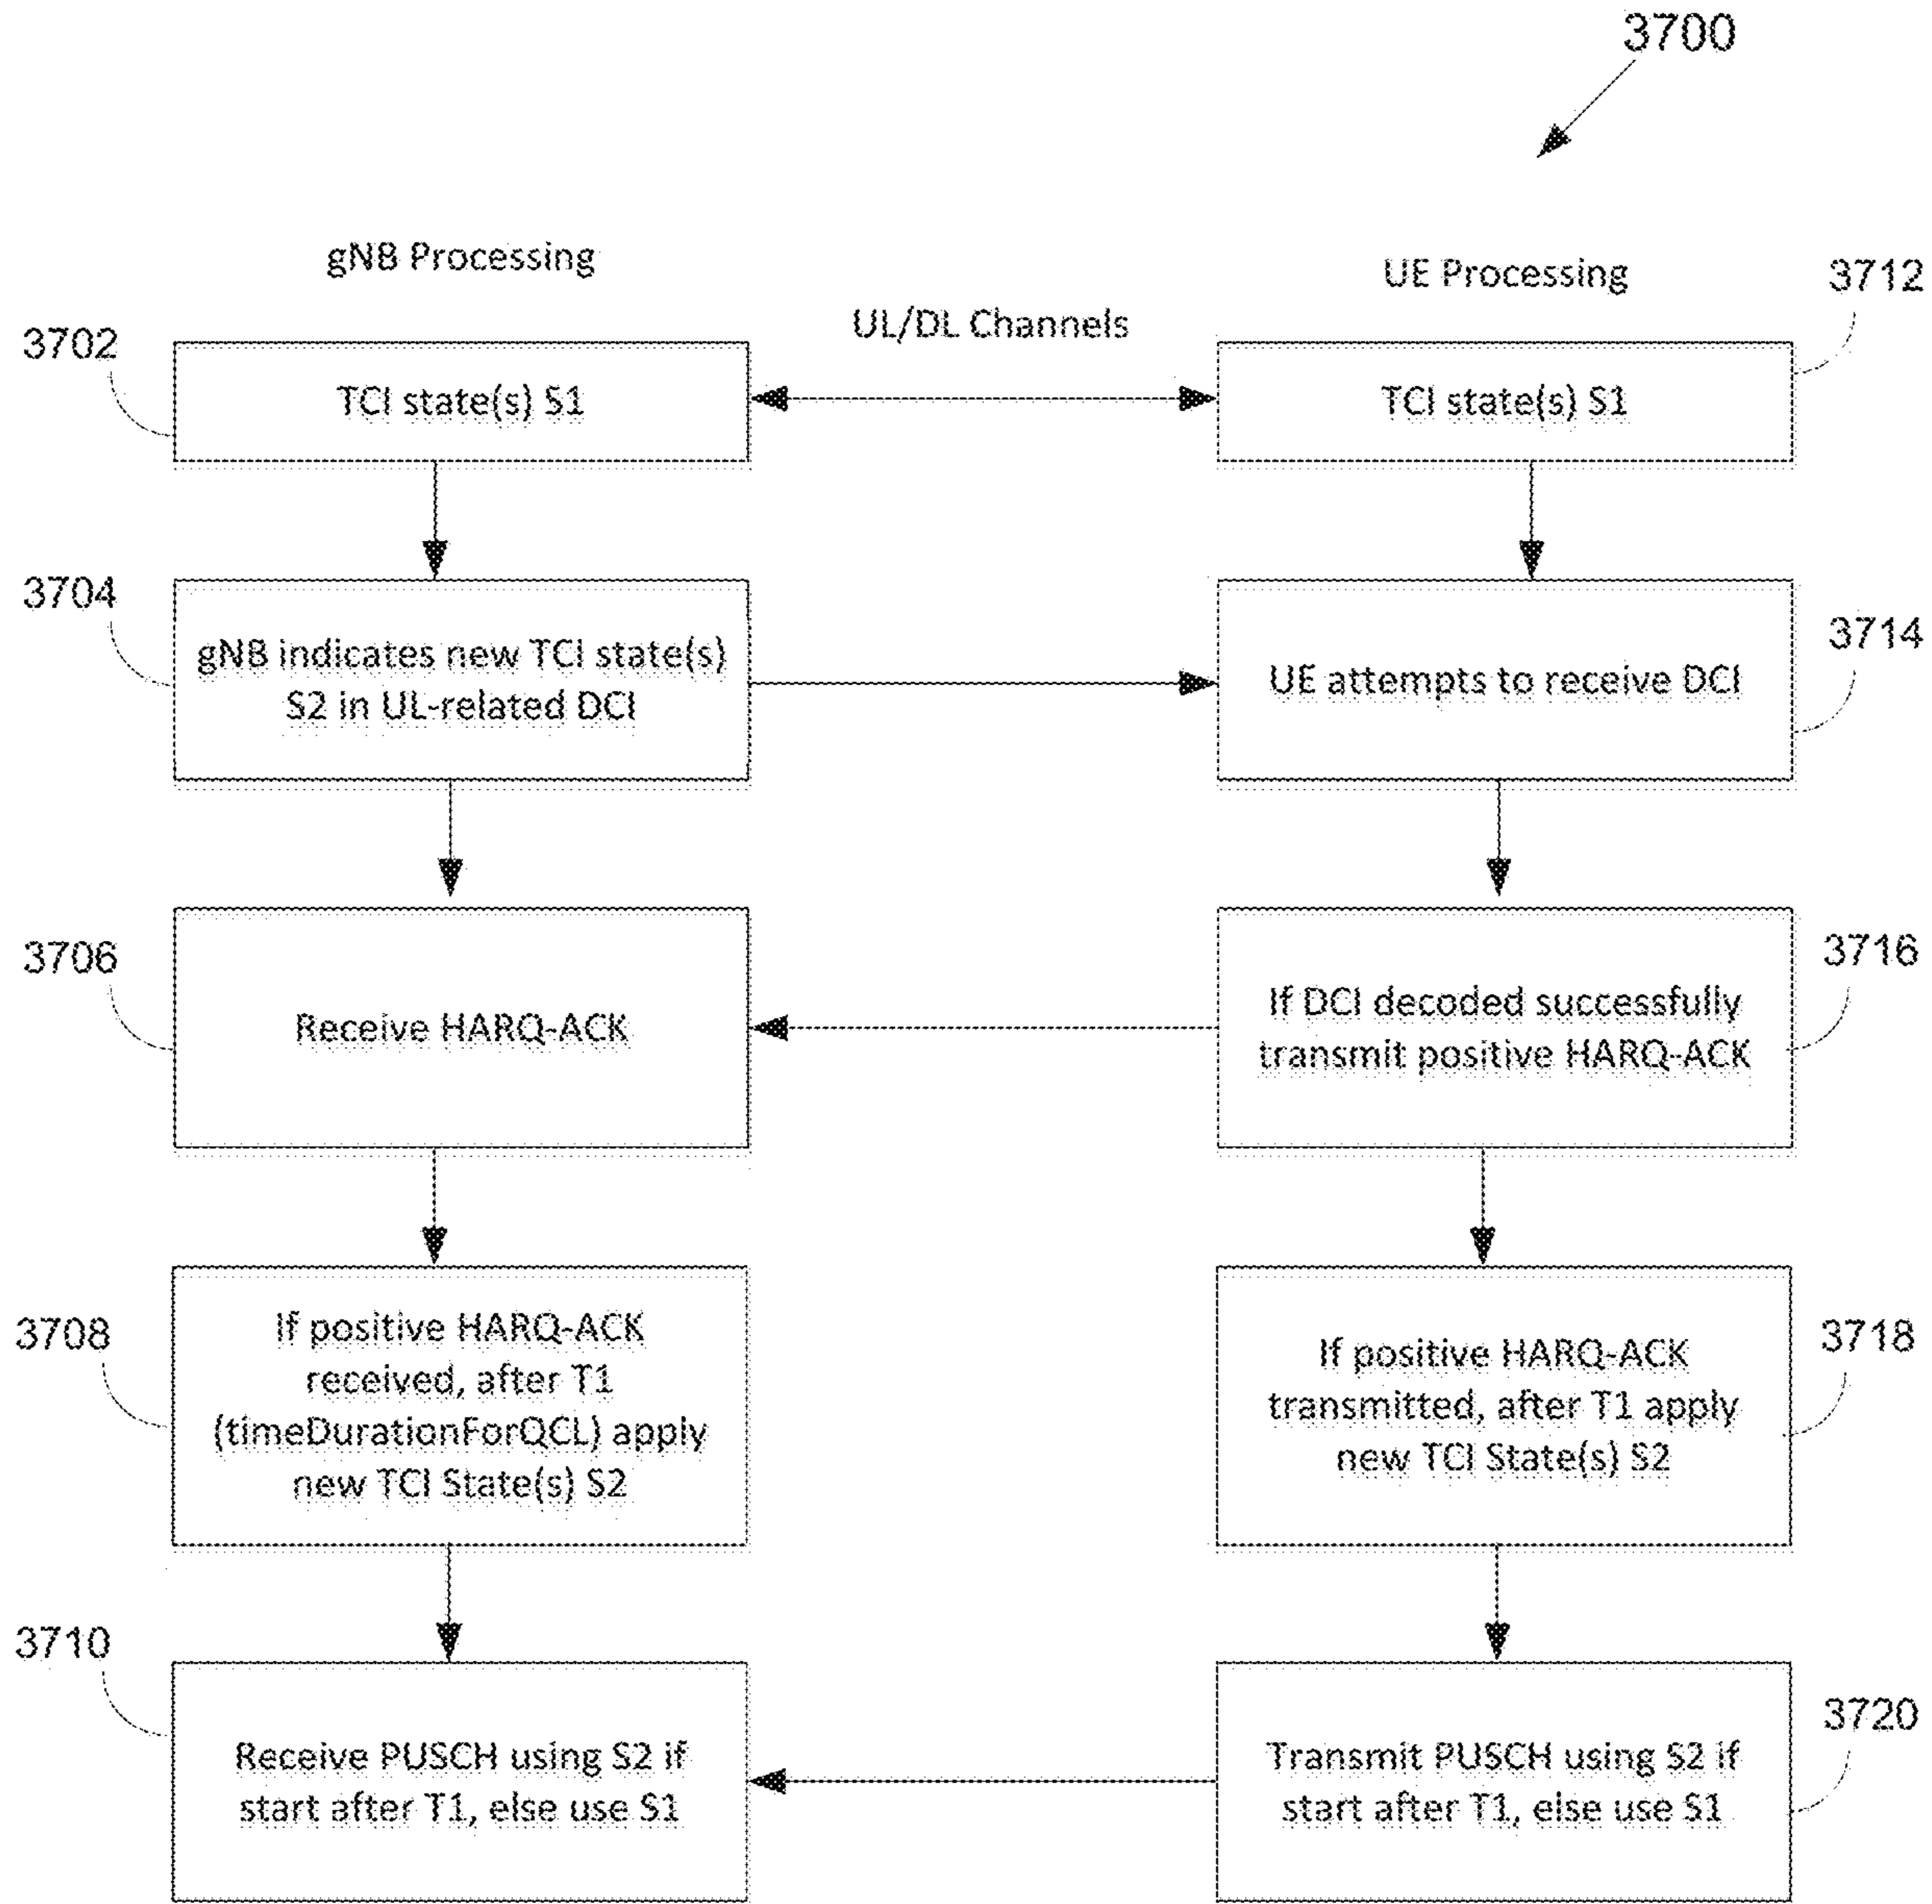 3700
gNB Processing
UE Processing
3712
UL/DL Channels
3702
TCI state(s) S1
TCI state(s) S1
3704
gNB indicates new TCI state(s)
S2 in UL-related DCI
UE attempts to receive DCI
3714
3706
Receive HARQ-ACK
If DCI decoded successfully
transmit positive HARQ-ACK
3716
3708
If positive HARQ-ACK
received, after T1
(timeDurationForQCL) apply
new TCI State(s) S2
If positive HARQ-ACK
transmitted, after T1 apply
new TCI State(s) S2
3718
3710
Receive PUSCH using S2 if
start after T1, else use S1
Transmit PUSCH using S2 if
start after T1, else use S1
3720